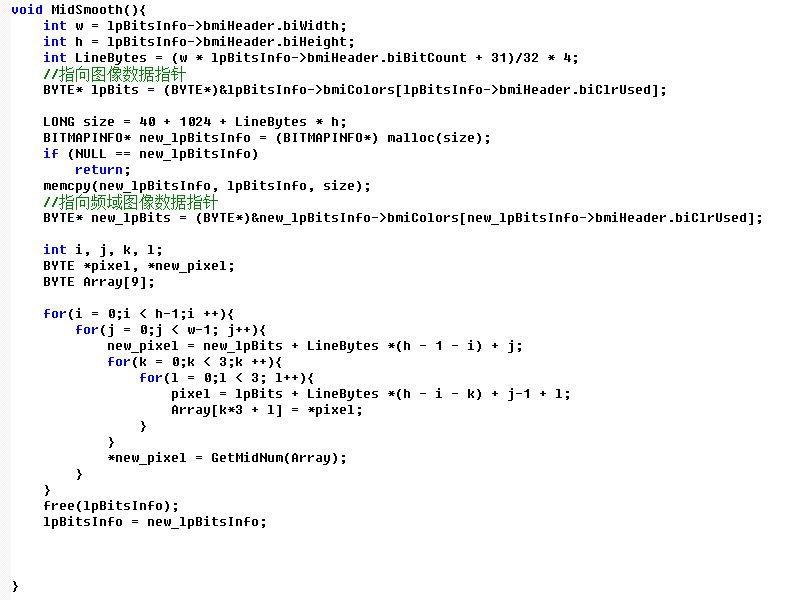 void MidSmooth(){
    int w = lpBitsInfo->bmiHeader.biWidth;
    int h = lpBitsInfo->bmiHeader.biHeight;
    int LineBytes = (w * lpBitsInfo->bmiHeader.biBitCount + 31)/32 * 4;
    //指向图像数据指针
    BYTE* lpBits = (BYTE*)&lpBitsInfo->bmiColors[lpBitsInfo->bmiHeader.biClrUsed];

    LONG size = 40 + 1024 + LineBytes * h;
    BITMAPINFO* new_lpBitsInfo = (BITMAPINFO*) malloc(size);
    if (NULL == new_lpBitsInfo)
        return;
    memcpy(new_lpBitsInfo, lpBitsInfo, size);
    //指向频域图像数据指针
    BYTE* new_lpBits = (BYTE*)&new_lpBitsInfo->bmiColors[new_lpBitsInfo->bmiHeader.biClrUsed];

    int i, j, k, l;
    BYTE *pixel, *new_pixel;
    BYTE Array[9];

    for(i = 0;i < h-1;i ++){
        for(j = 0;j < w-1; j++){
            new_pixel = new_lpBits + LineBytes *(h - 1 - i) + j;
            for(k = 0;k < 3;k ++){
                for(l = 0;l < 3; l++){
                    pixel = lpBits + LineBytes *(h - i - k) + j-1 + l;
                    Array[k*3 + l] = *pixel;
                }
            }
            *new_pixel = GetMidNum(Array);
        }
    }
    free(lpBitsInfo);
    lpBitsInfo = new_lpBitsInfo;

}